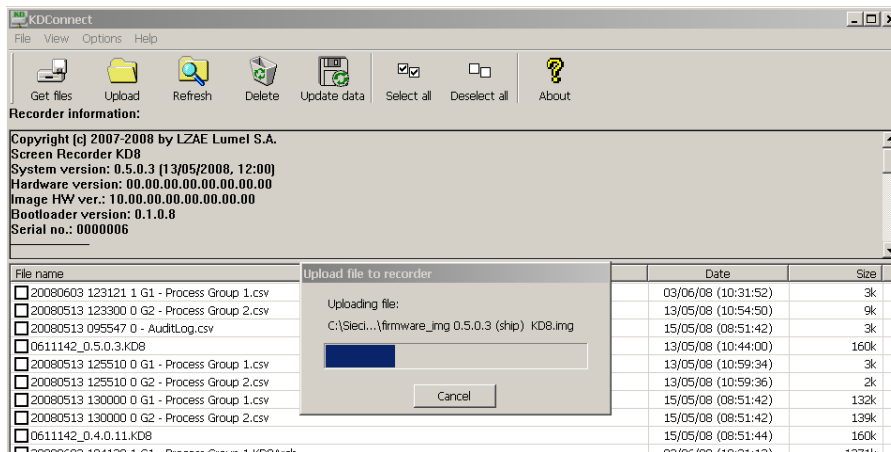 KDConnect
File View Options Help
Get files Upload Refresh Delete Update data Select all Deselect all About
Recorder information:
Copyright (c) 2007-2008 by LZAE Lumel S.A.
Screen Recorder KD8
System version: 0.5.0.3 (13/05/2008, 12:00)
Hardware version: 00.00.00.00.00.00.00.00
Image HW ver.: 10.00.00.00.00.00.00.00
Bootloader version: 0.1.0.8
Serial no.: 0000006
File name Date Size
20080603 123121 1 G1 - Process Group 1.csv 03/06/08 (10:31:52) 3k
20080513 123300 0 G2 - Process Group 2.csv 13/05/08 (10:54:50) 9k
20080513 095547 0 - AuditLog.csv 15/05/08 (08:51:42) 3k
0611142_0.5.0.3.KD8 13/05/08 (10:44:00) 160k
20080513 125510 0 G1 - Process Group 1.csv 13/05/08 (10:59:34) 3k
20080513 125510 0 G2 - Process Group 2.csv 13/05/08 (10:59:36) 2k
20080513 130000 0 G1 - Process Group 1.csv 15/05/08 (08:51:42) 132k
20080513 130000 0 G2 - Process Group 2.csv 15/05/08 (08:51:42) 139k
0611142_0.4.0.11.KD8 15/05/08 (08:51:44) 160k
Upload file to recorder
Uploading file:
C:\Sieci...\firmware_img 0.5.0.3 (ship) KD8.img
Cancel